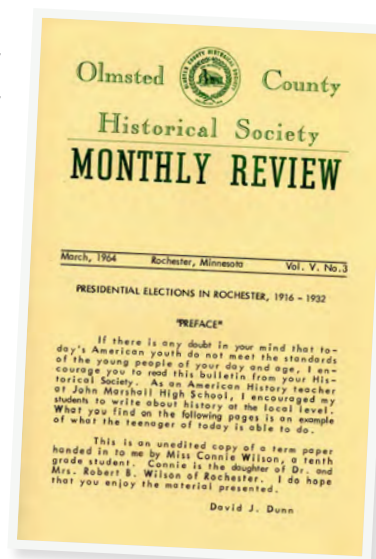 Olmsted County
Historical Society
MONTHLY REVIEW
March, 1964 Rochester, Minnesota Vol. V. No.3
PRESIDENTIAL ELECTIONS IN ROCHESTER, 1916 - 1932
"PREFACE"
If there is any doubt in your mind that to-
day's American youth do not meet the standards
of the young people of your day and age, I en-
courage you to read this bulletin from your His-
torical Society. As an American History teacher
at John Marshall High School, I encouraged my
students to write about history at the local level.
What you find on the following pages is an example
of what the teenager of today is able to do.
This is an unedited copy of a term paper
handed in to me by Miss Connie Wilson, a tenth
grade student. Connie is the daughter of Dr. and
Mrs. Robert B. Wilson of Rochester. I do hope
that you enjoy the material presented.
David J. Dunn